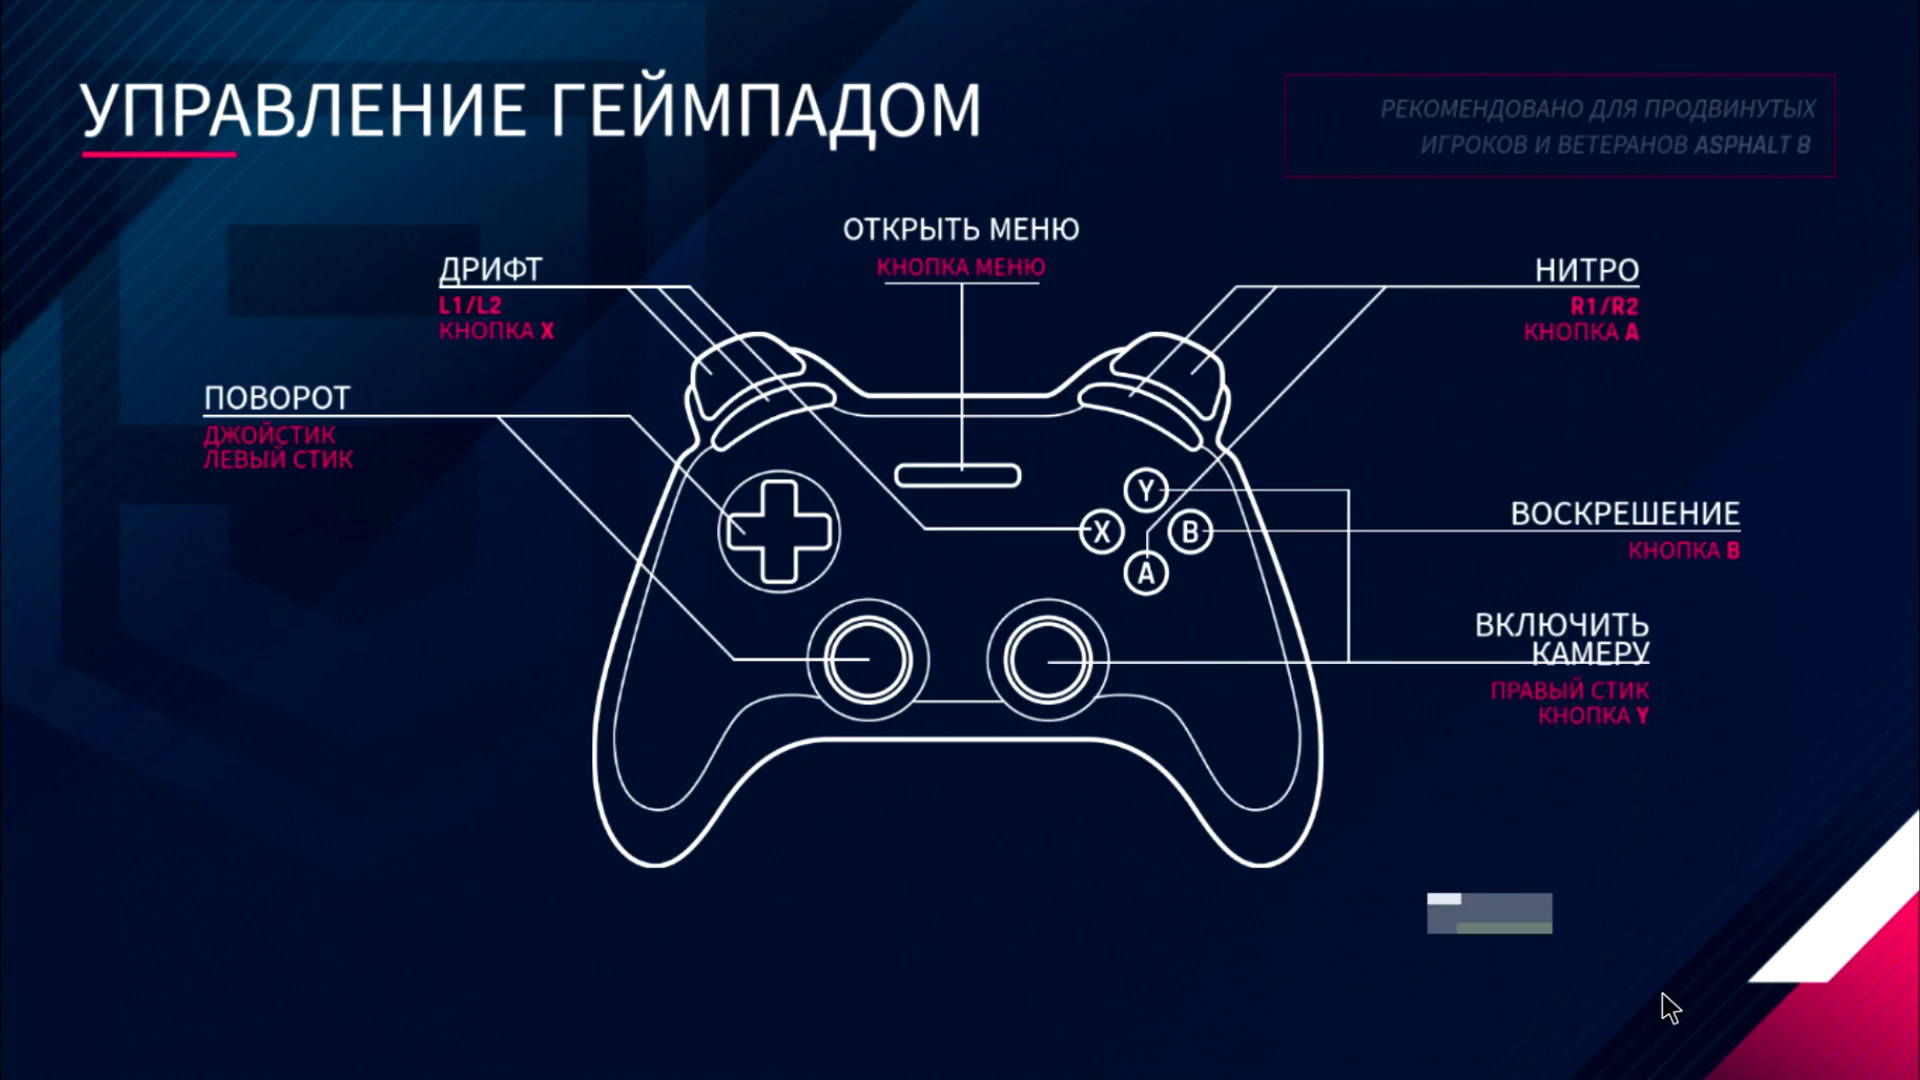 УПРАВЛЕНИЕ ГЕЙМПАДОМ
РЕКОМЕНДОВАНО ДЛЯ ПРОДВИНУТЫХ
ИГРОКОВ И ВЕТЕРАНОВ ASPHALT 8
ОТКРЫТЬ МЕНЮ
КНОПКА МЕНЮ
ДРИФТ
L1/L2
КНОПКА X
НИТРО
R1/R2
КНОПКА A
ПОВОРОТ
ДЖОЙСТИК
ЛЕВЫЙ СТИК
Y
X
B
A
ВОСКРЕШЕНИЕ
КНОПКА B
ВКЛЮЧИТЬ
КАМЕРУ
ПРАВЫЙ СТИК
КНОПКА Y